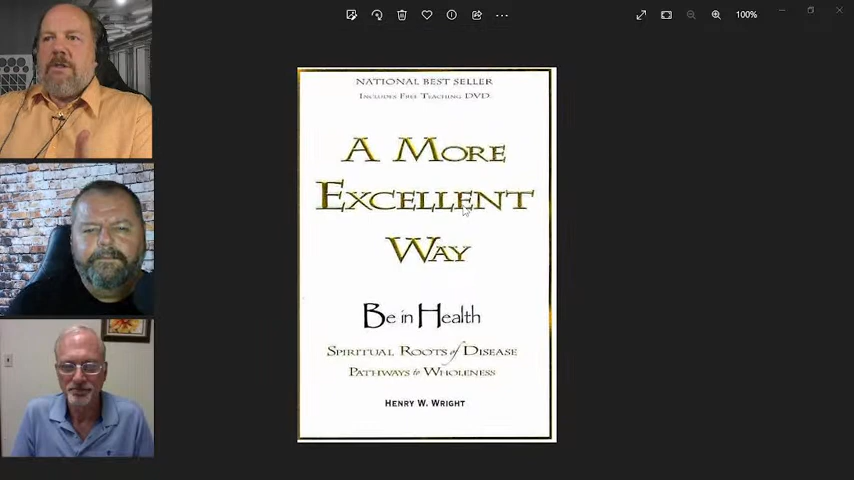 100%
NATIONAL BEST SELLER
INCLUDES FREE TEACHING DVD
A MORE
EXCELLENT
WAY
Be in Health
SPIRITUAL ROOTS of DISEASE
PATHWAYS to WHOLENESS
HENRY W. WRIGHT